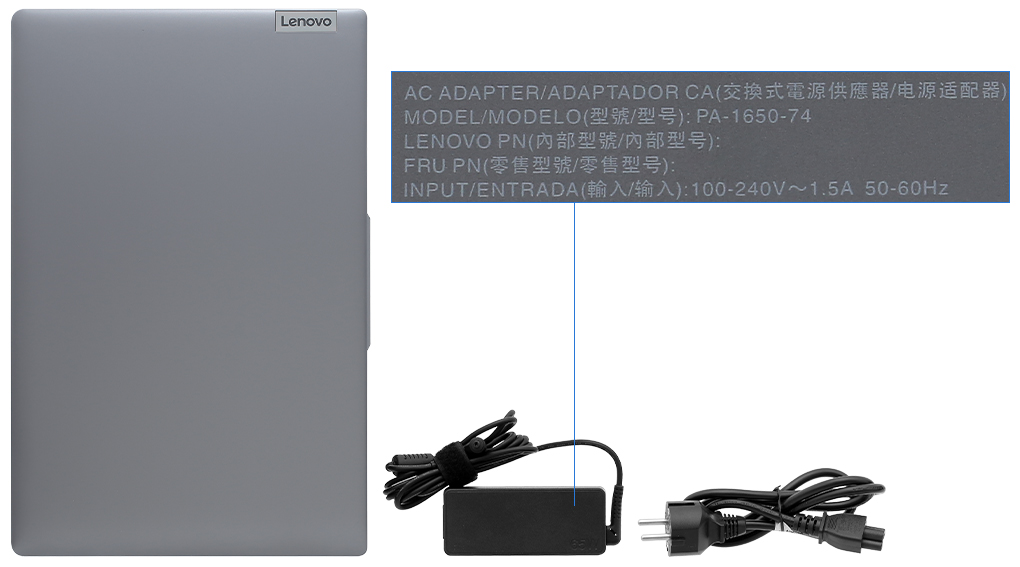 Lenovo
AC ADAPTER/ADAPTADOR CA(交換式電源供應器/电源适配器)
MODEL/MODELO(型號/型号): PA-1650-74
LENOVO PN(內部型號/內部型号):
FRU PN(零售型號/零售型号):
INPUT/ENTRADA(輸入/输入):100-240V～1.5A 50-60Hz